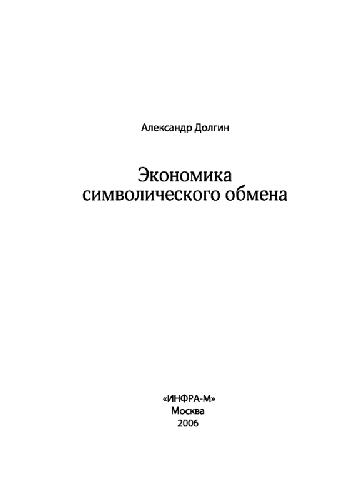 Александр Долгин
Экономика
символического обмена
«ИНФРА-М»
Москва
2006